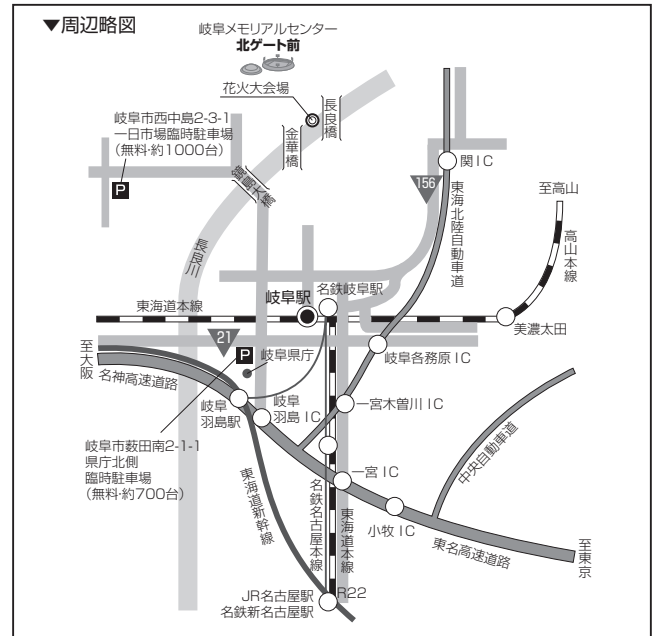 ▼周辺略図
岐阜メモリアルセンター
北ゲート前
花火大会場
長良橋
金華橋
岐阜市西中島2-3-1
一日市場臨時駐車場
（無料・約1000台）
P
鏡島大橋
関IC
156
東海北陸自動車道
至高山
高山本線
長良川
名鉄岐阜駅
岐阜駅
東海道本線
美濃太田
21
P
岐阜県庁
岐阜各務原IC
至大阪
名神高速道路
岐阜
羽島駅
岐阜
羽島IC
一宮木曽川IC
岐阜市薮田南2-1-1
県庁北側
臨時駐車場
（無料・約700台）
一宮IC
中央自動車道
小牧IC
東海道新幹線
名鉄名古屋本線
東海道本線
東名高速道路
至東京
R22
JR名古屋駅
名鉄新名古屋駅